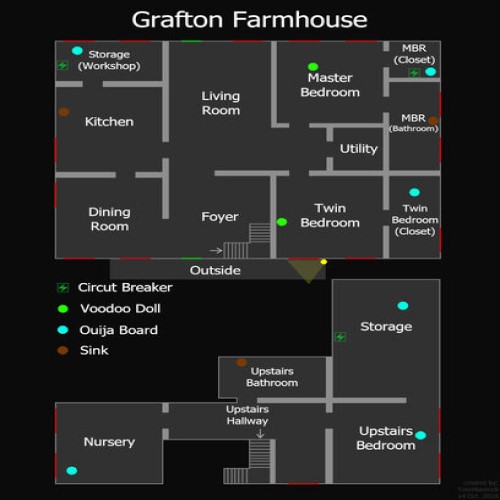 Grafton Farmhouse
Storage
(Workshop)
MBR
(Closet)
Living
Room
Master
Bedroom
Kitchen
MBR
(Bathroom)
Utility
Dining
Room
Foyer
Twin
Bedroom
Twin
Bedroom
(Closet)
Outside
Circut Breaker
Voodoo Doll
Ouija Board
Sink
Storage
Upstairs
Bathroom
Upstairs
Hallway
Nursery
Upstairs
Bedroom